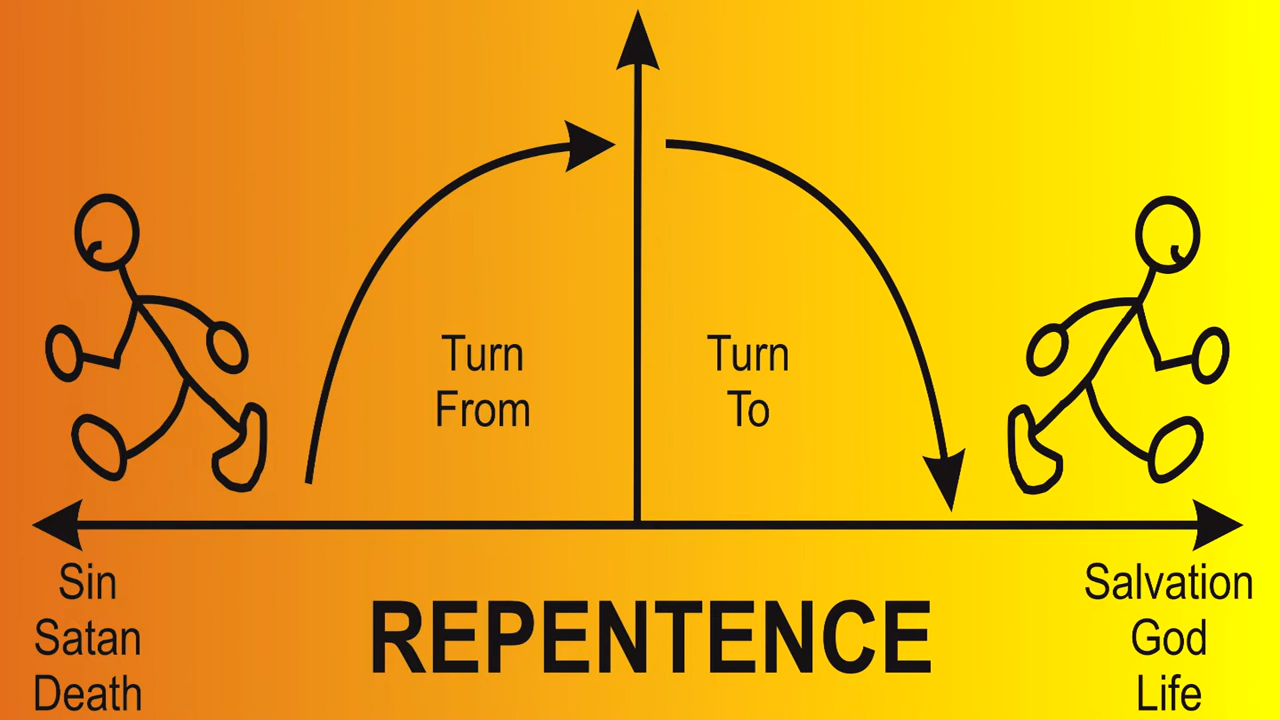 Turn
From
Turn
To
Sin
Satan
Death
REPENTENCE
Salvation
God
Life